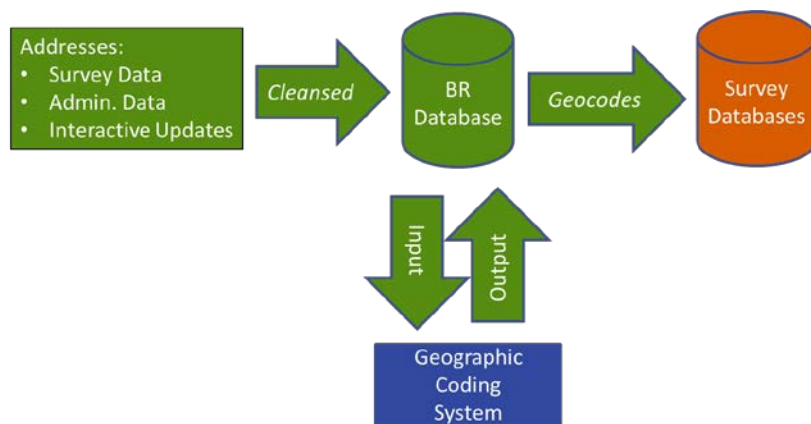 Addresses:
• Survey Data
• Admin. Data
• Interactive Updates
Cleansed
BR
Database
Geocodes
Survey
Databases
Input
Output
Geographic
Coding
System